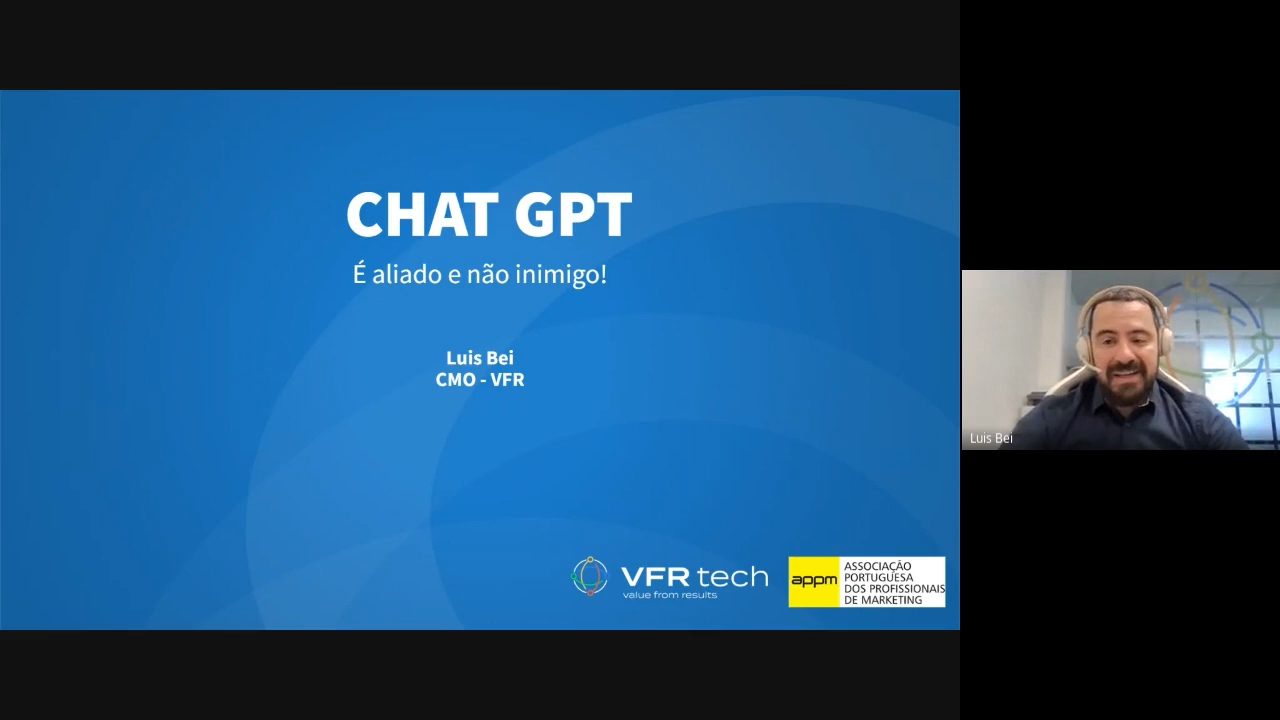 CHAT GPT
É aliado e não inimigo!
Luis Bei
CMO - VFR
VFR tech
value from results
appm
ASSOCIAÇÃO
PORTUGUESA
DOS PROFISSIONAIS
DE MARKETING
Luis Bei